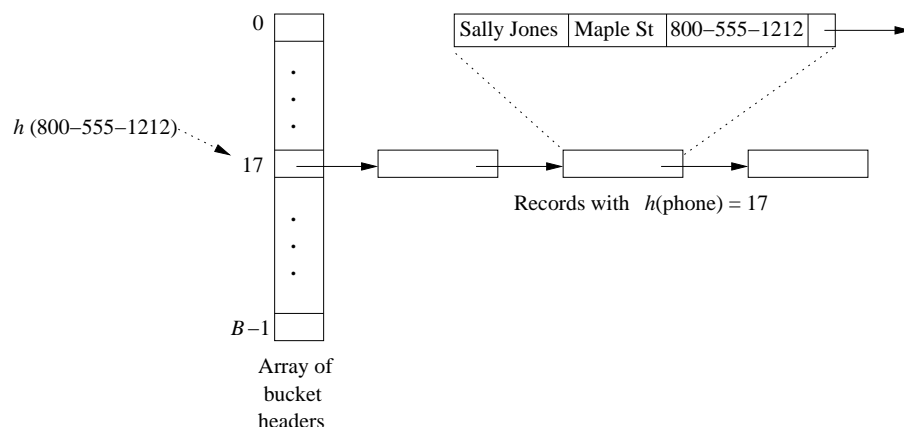 0
Sally Jones Maple St 800–555–1212
h (800–555–1212)
17
Records with h(phone) = 17
B–1
Array of
bucket
headers